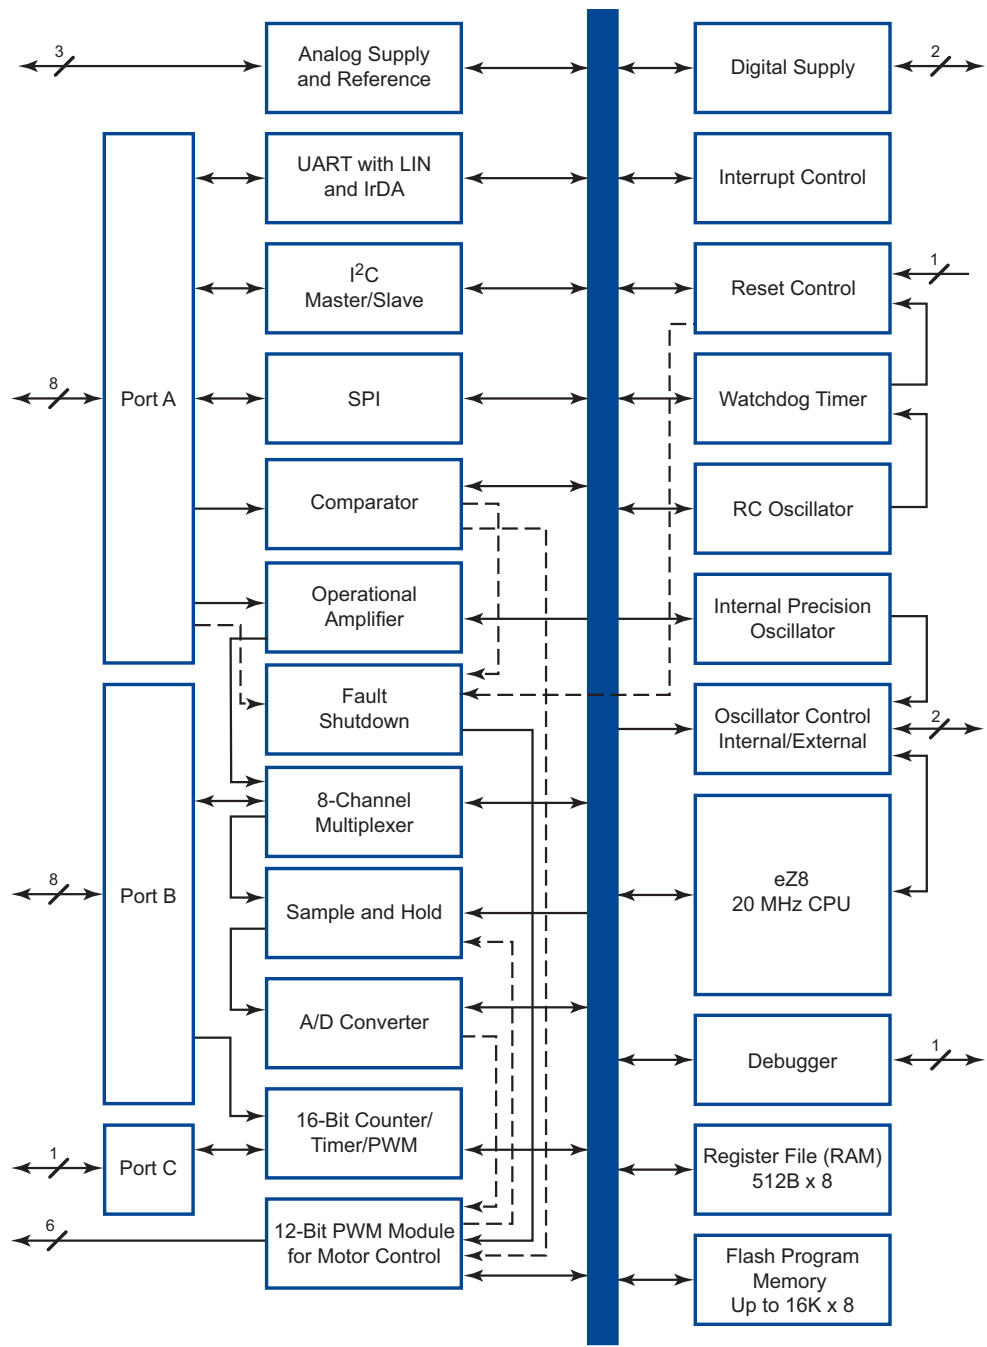 3
Analog Supply
and Reference
Digital Supply
2
UART with LIN
and IrDA
Interrupt Control
I²C
Master/Slave
Reset Control
1
8
Port A
SPI
Watchdog Timer
Comparator
RC Oscillator
Operational
Amplifier
Internal Precision
Oscillator
Fault
Shutdown
Oscillator Control
Internal/External
2
8-Channel
Multiplexer
8
Port B
Sample and Hold
eZ8
20 MHz CPU
A/D Converter
Debugger
1
16-Bit Counter/
Timer/PWM
1
Port C
Register File (RAM)
512B x 8
6
12-Bit PWM Module
for Motor Control
Flash Program
Memory
Up to 16K x 8